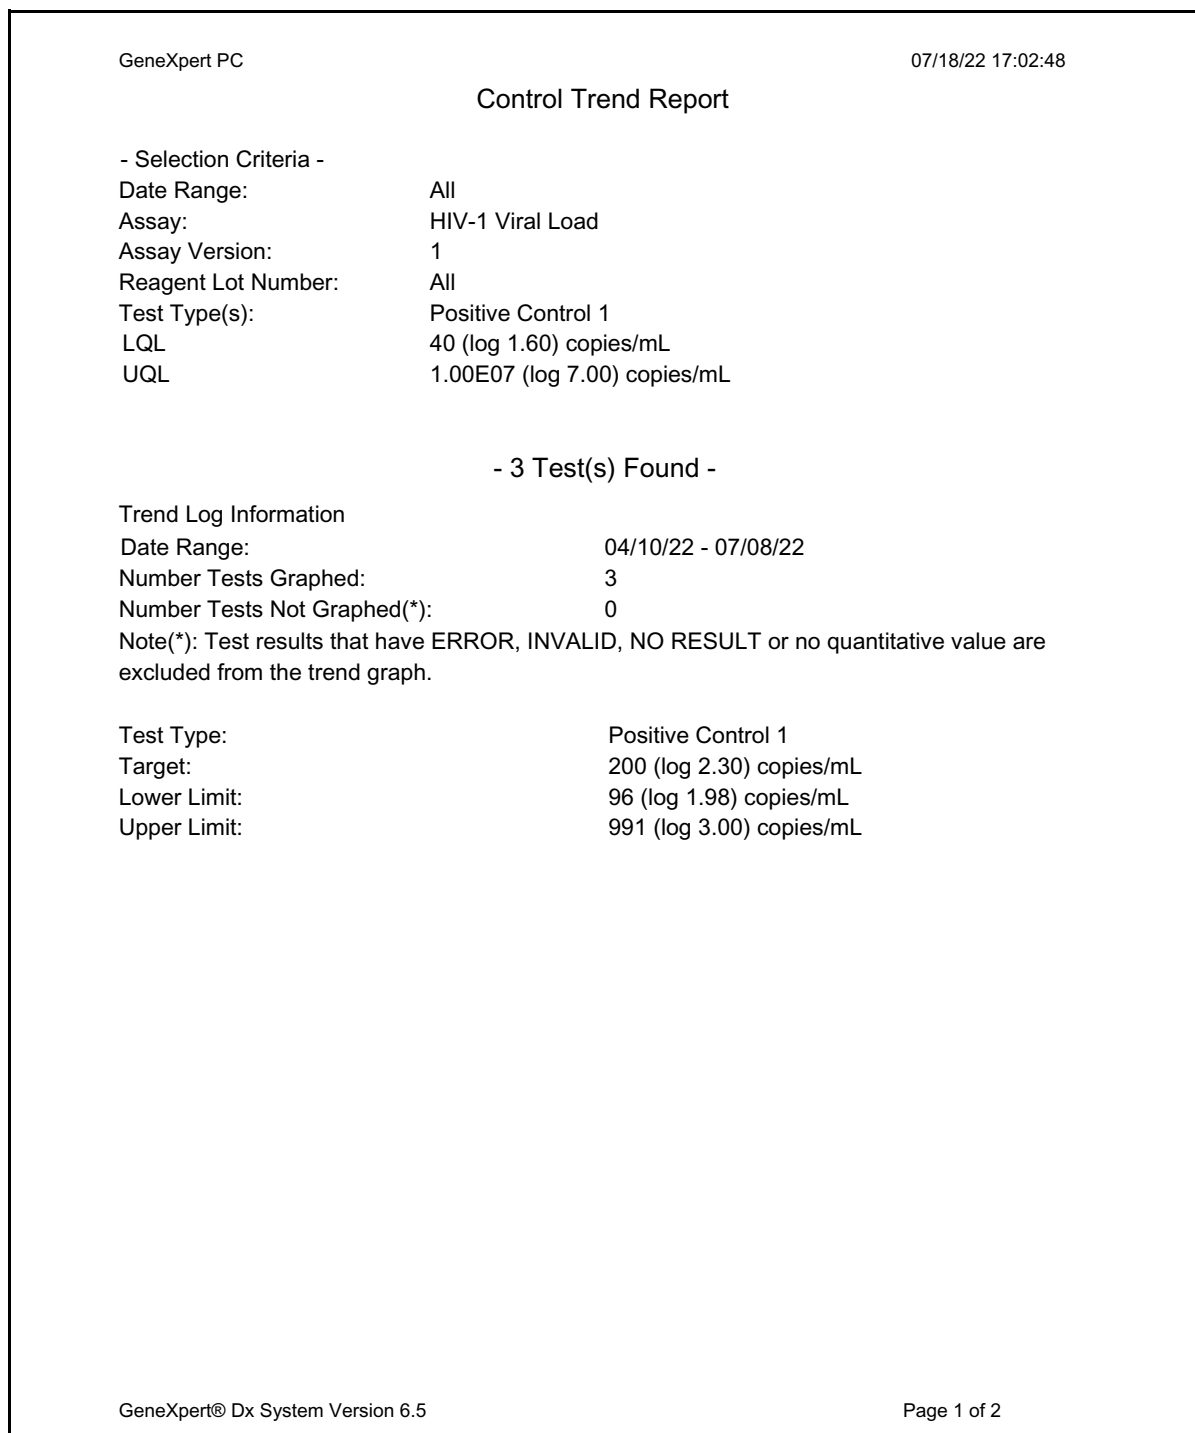 GeneXpert PC 07/18/22 17:02:48
Control Trend Report
- Selection Criteria -
Date Range: All
Assay: HIV-1 Viral Load
Assay Version: 1
Reagent Lot Number: All
Test Type(s): Positive Control 1
LQL 40 (log 1.60) copies/mL
UQL 1.00E07 (log 7.00) copies/mL
- 3 Test(s) Found -
Trend Log Information
Date Range: 04/10/22 - 07/08/22
Number Tests Graphed: 3
Number Tests Not Graphed(*): 0
Note(*): Test results that have ERROR, INVALID, NO RESULT or no quantitative value are
excluded from the trend graph.
Test Type: Positive Control 1
Target: 200 (log 2.30) copies/mL
Lower Limit: 96 (log 1.98) copies/mL
Upper Limit: 991 (log 3.00) copies/mL
GeneXpert® Dx System Version 6.5 Page 1 of 2